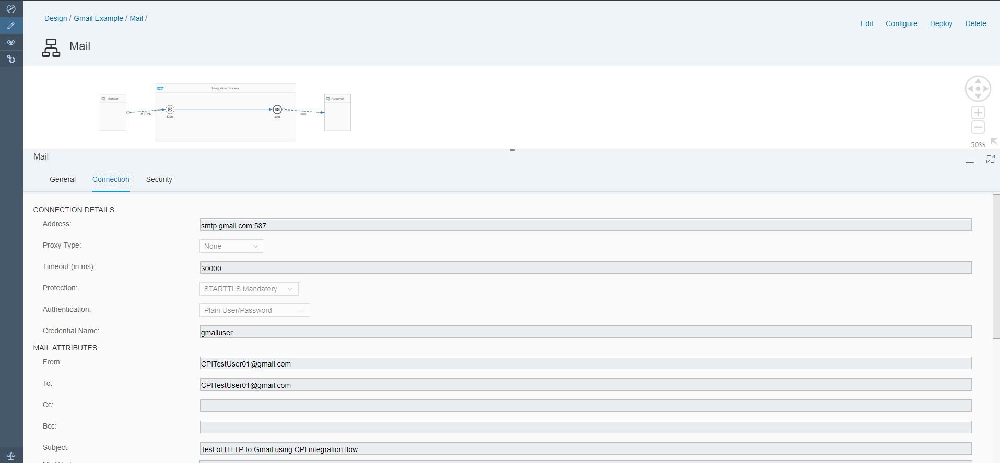 Design / Gmail Example / Mail /
Edit
Configure
Deploy
Delete
Mail
SAP
Integration Process
Sender
Receiver
HTTPS
Start
End
Mail
50%
Mail
General
Connection
Security
CONNECTION DETAILS
Address:
smtp.gmail.com:587
Proxy Type:
None
Timeout (in ms):
30000
Protection:
STARTTLS Mandatory
Authentication:
Plain User/Password
Credential Name:
gmailuser
MAIL ATTRIBUTES
From:
CPITestUser01@gmail.com
To:
CPITestUser01@gmail.com
Cc:
Bcc:
Subject:
Test of HTTP to Gmail using CPI integration flow